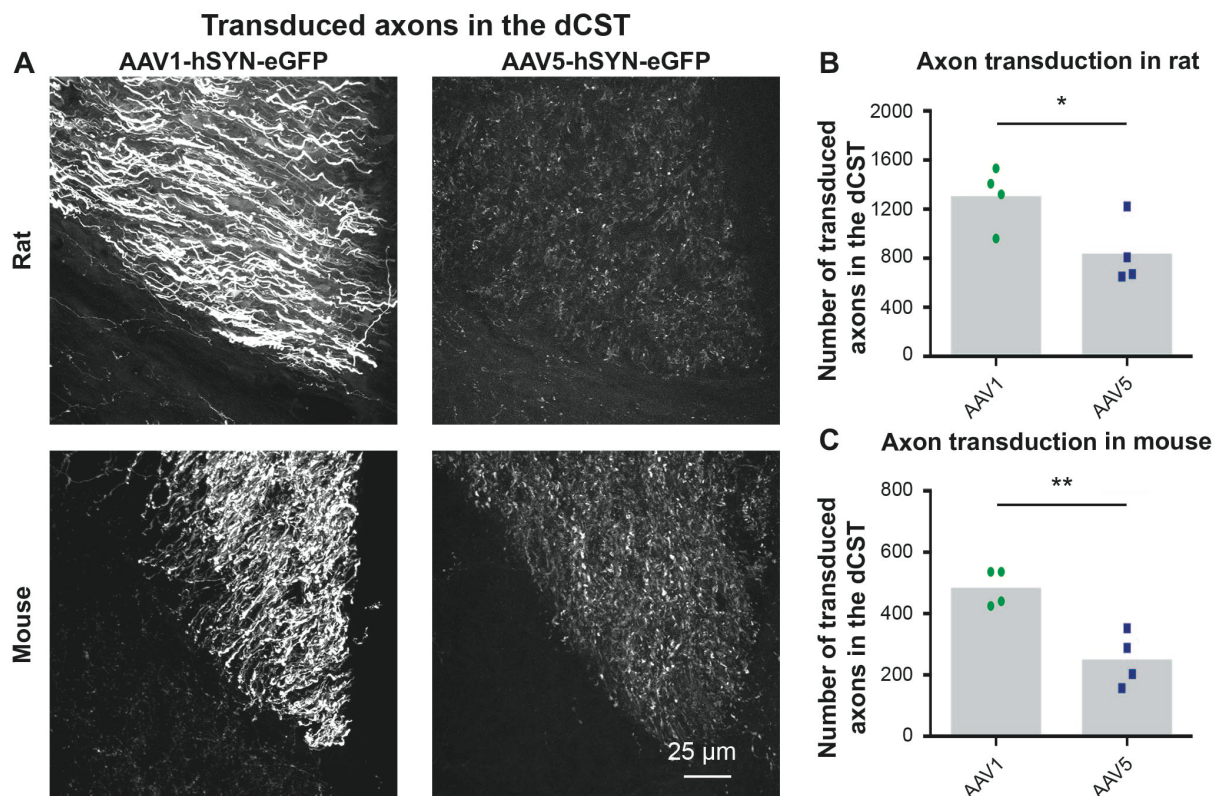 Transduced axons in the dCST
A
AAV1-hSYN-eGFP
AAV5-hSYN-eGFP
Rat
Mouse
25 µm
B
Axon transduction in rat
*
Number of transduced
axons in the dCST
2000
1600
1200
800
400
0
AAV1
AAV5
C
Axon transduction in mouse
**
Number of transduced
axons in the dCST
800
600
400
200
0
AAV1
AAV5